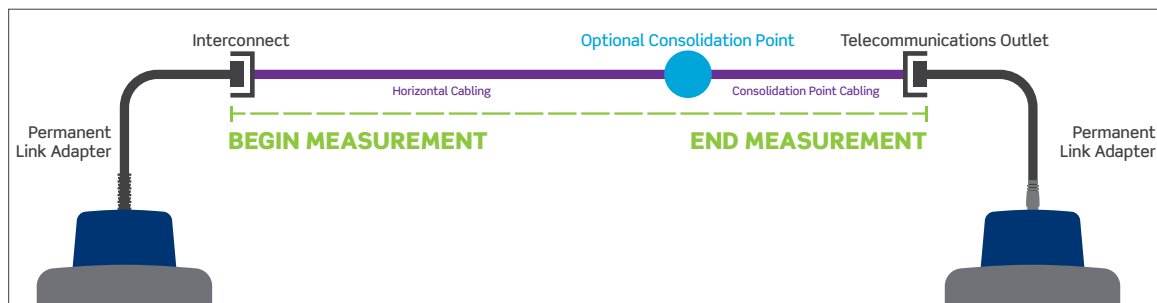 Interconnect
Optional Consolidation Point
Telecommunications Outlet
Horizontal Cabling
Consolidation Point Cabling
Permanent
Link Adapter
BEGIN MEASUREMENT
END MEASUREMENT
Permanent
Link Adapter